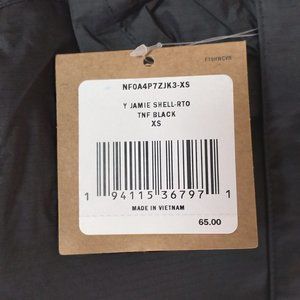 NF0A4P7ZJK3-XS
Y JAMIE SHELL-RTO
TNF BLACK
XS
1 94115 36797 1
MADE IN VIETNAM
65.00